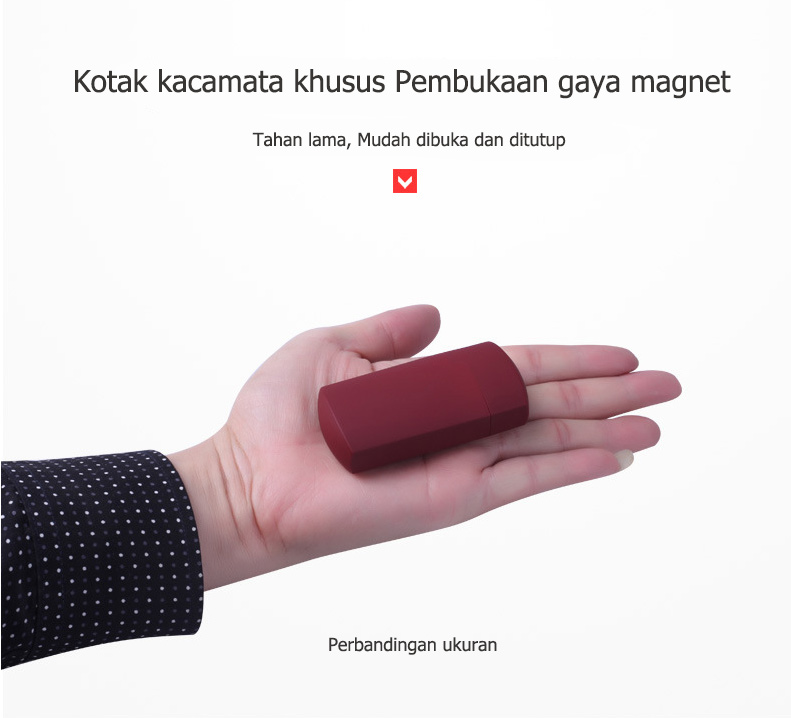 Kotak kacamata khusus Pembukaan gaya magnet
Tahan lama, Mudah dibuka dan ditutup
Perbandingan ukuran